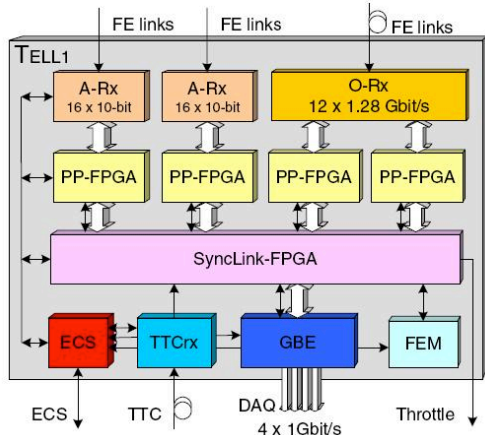 FE links
FE links
FE links
TELL1
A-Rx
16 x 10-bit
A-Rx
16 x 10-bit
O-Rx
12 x 1.28 Gbit/s
PP-FPGA
PP-FPGA
PP-FPGA
PP-FPGA
SyncLink-FPGA
ECS
TTCrx
GBE
FEM
ECS
TTC
DAQ
4 x 1Gbit/s
Throttle